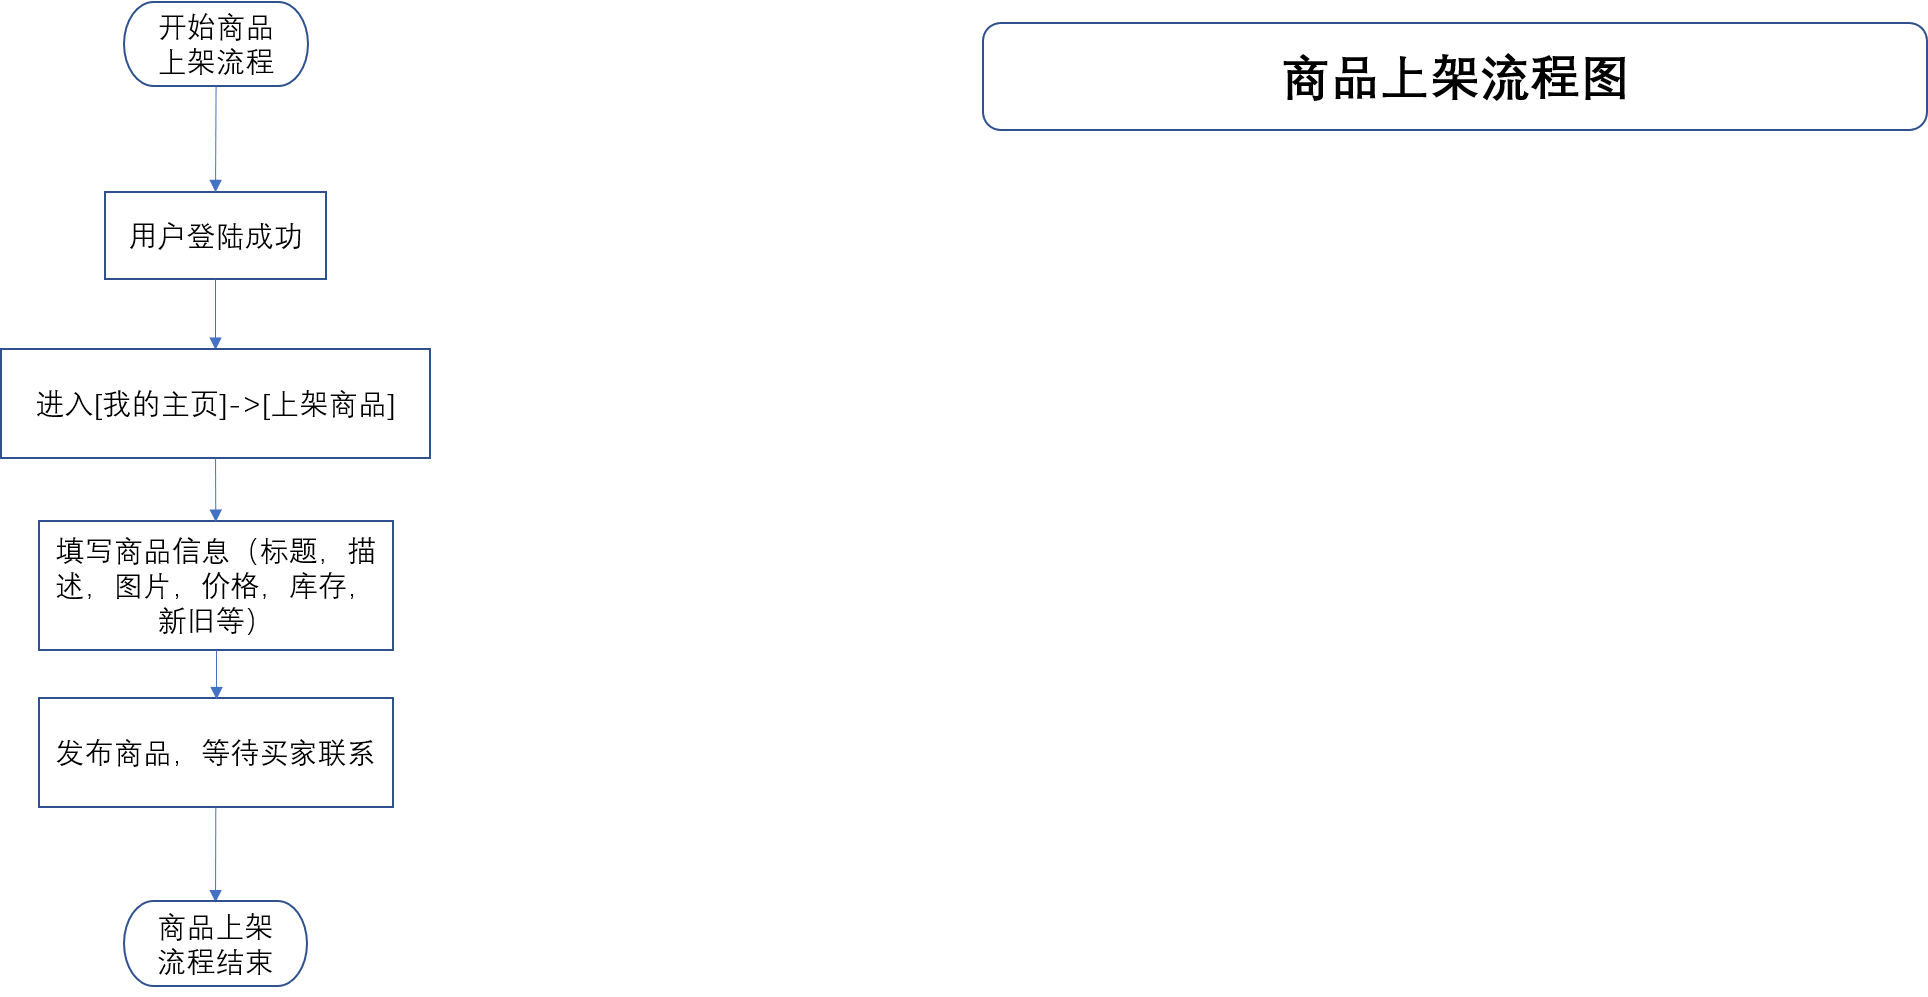 开始商品
上架流程
商品上架流程图
用户登陆成功
进入[我的主页]->[上架商品]
填写商品信息（标题，描
述，图片，价格，库存，
新旧等）
发布商品，等待买家联系
商品上架
流程结束